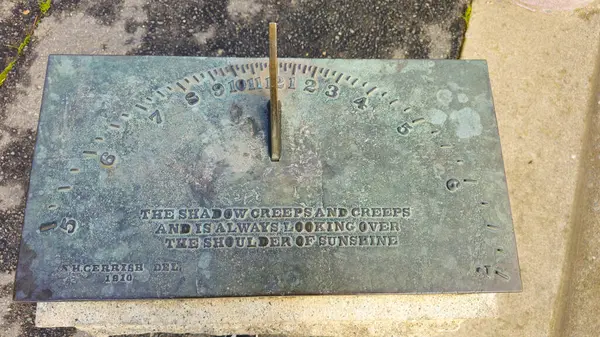 7 8 9 10 11 12 1 2 3
4
6 5
6
5
7
THE SHADOW CREEPS AND CREEPS
AND IS ALWAYS LOOKING OVER
THE SHOULDER OF SUNSHINE
GERRISH DEL.
1810